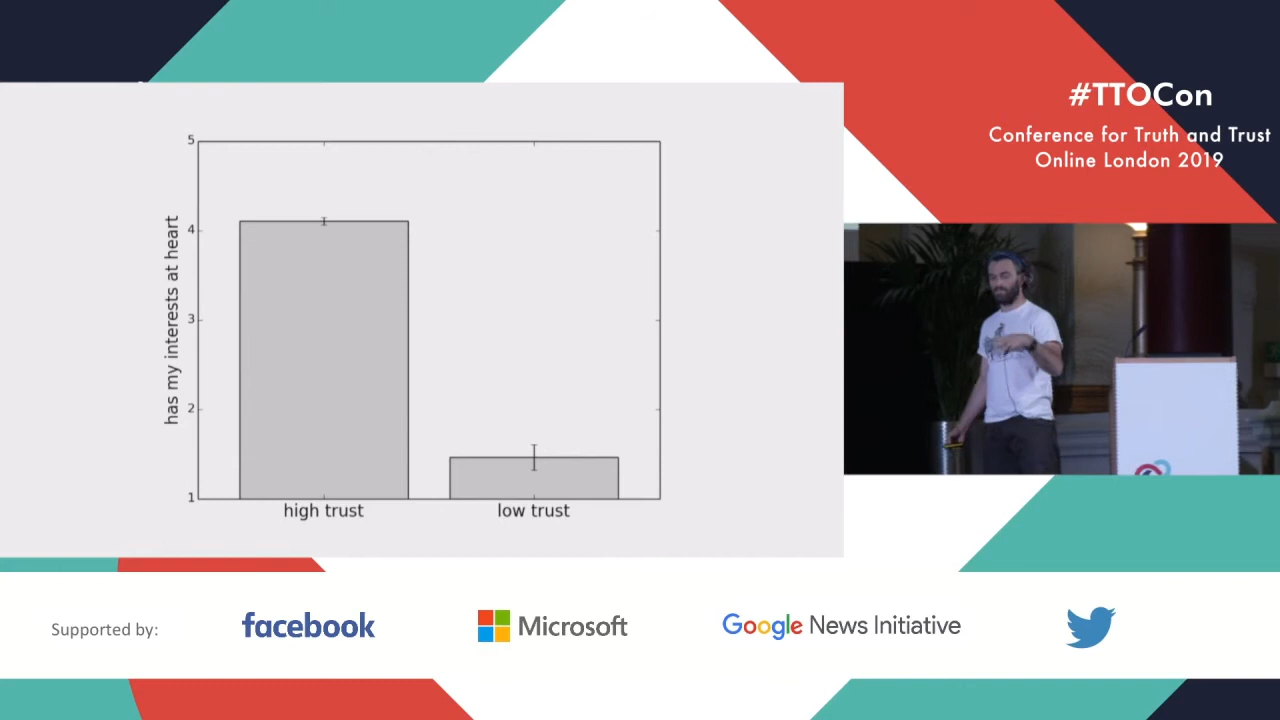 #TTOCon
Conference for Truth and Trust
Online London 2019
has my interests at heart
5
4
3
2
1
high trust
low trust
Supported by:
facebook
Microsoft
Google News Initiative